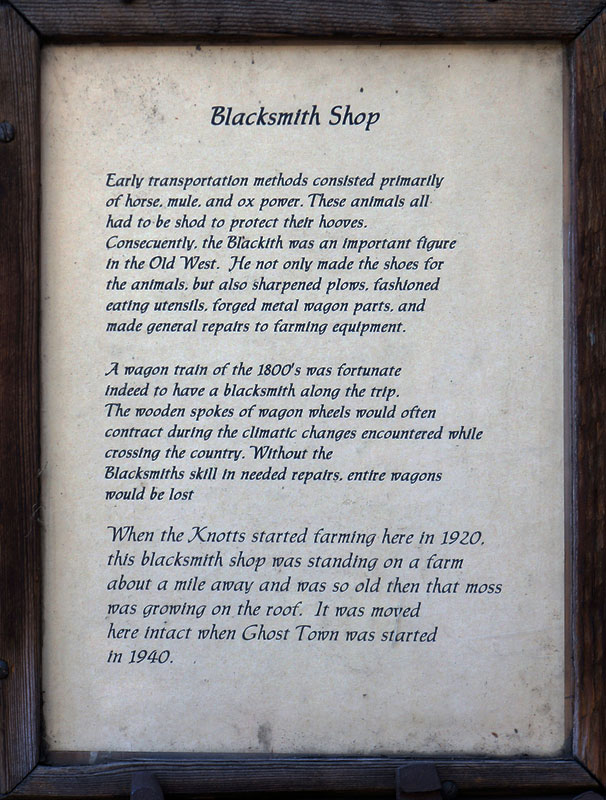 Blacksmith Shop
Early transportation methods consisted primarily
of horse, mule, and ox power. These animals all
had to be shod to protect their hooves.
Consecuently, the Blackith was an important figure
in the Old West. He not only made the shoes for
the animals, but also sharpened plows, fashioned
eating utensils, forged metal wagon parts, and
made general repairs to farming equipment.
A wagon train of the 1800's was fortunate
indeed to have a blacksmith along the trip.
The wooden spokes of wagon wheels would often
contract during the climatic changes encountered while
crossing the country. Without the
Blacksmiths skill in needed repairs, entire wagons
would be lost
When the Knotts started farming here in 1920,
this blacksmith shop was standing on a farm
about a mile away and was so old then that moss
was growing on the roof. It was moved
here intact when Ghost Town was started
in 1940.